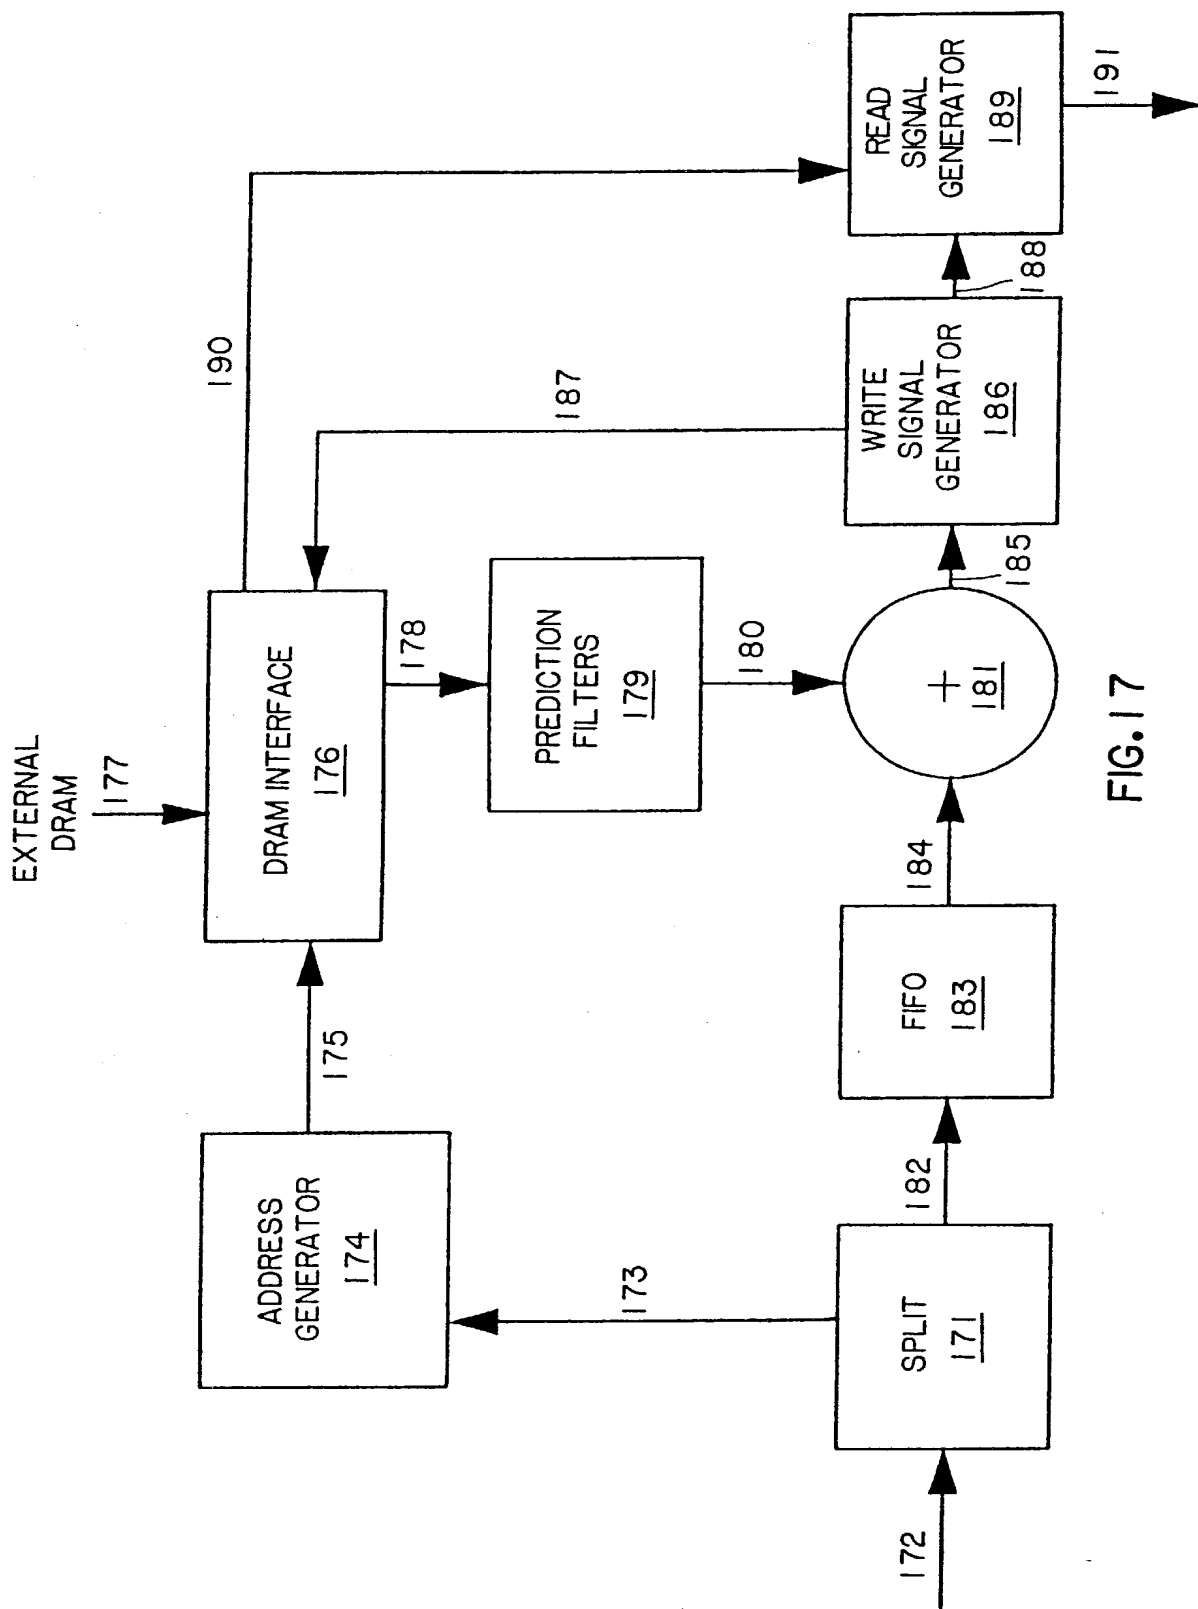 EXTERNAL
DRAM
177
190
DRAM INTERFACE
176
175
ADDRESS
GENERATOR
174
178
187
PREDICTION
FILTERS
179
173
180
READ
SIGNAL
GENERATOR
189
191
188
WRITE
SIGNAL
GENERATOR
186
185
+
181
184
FIFO
183
182
SPLIT
171
172
FIG.17